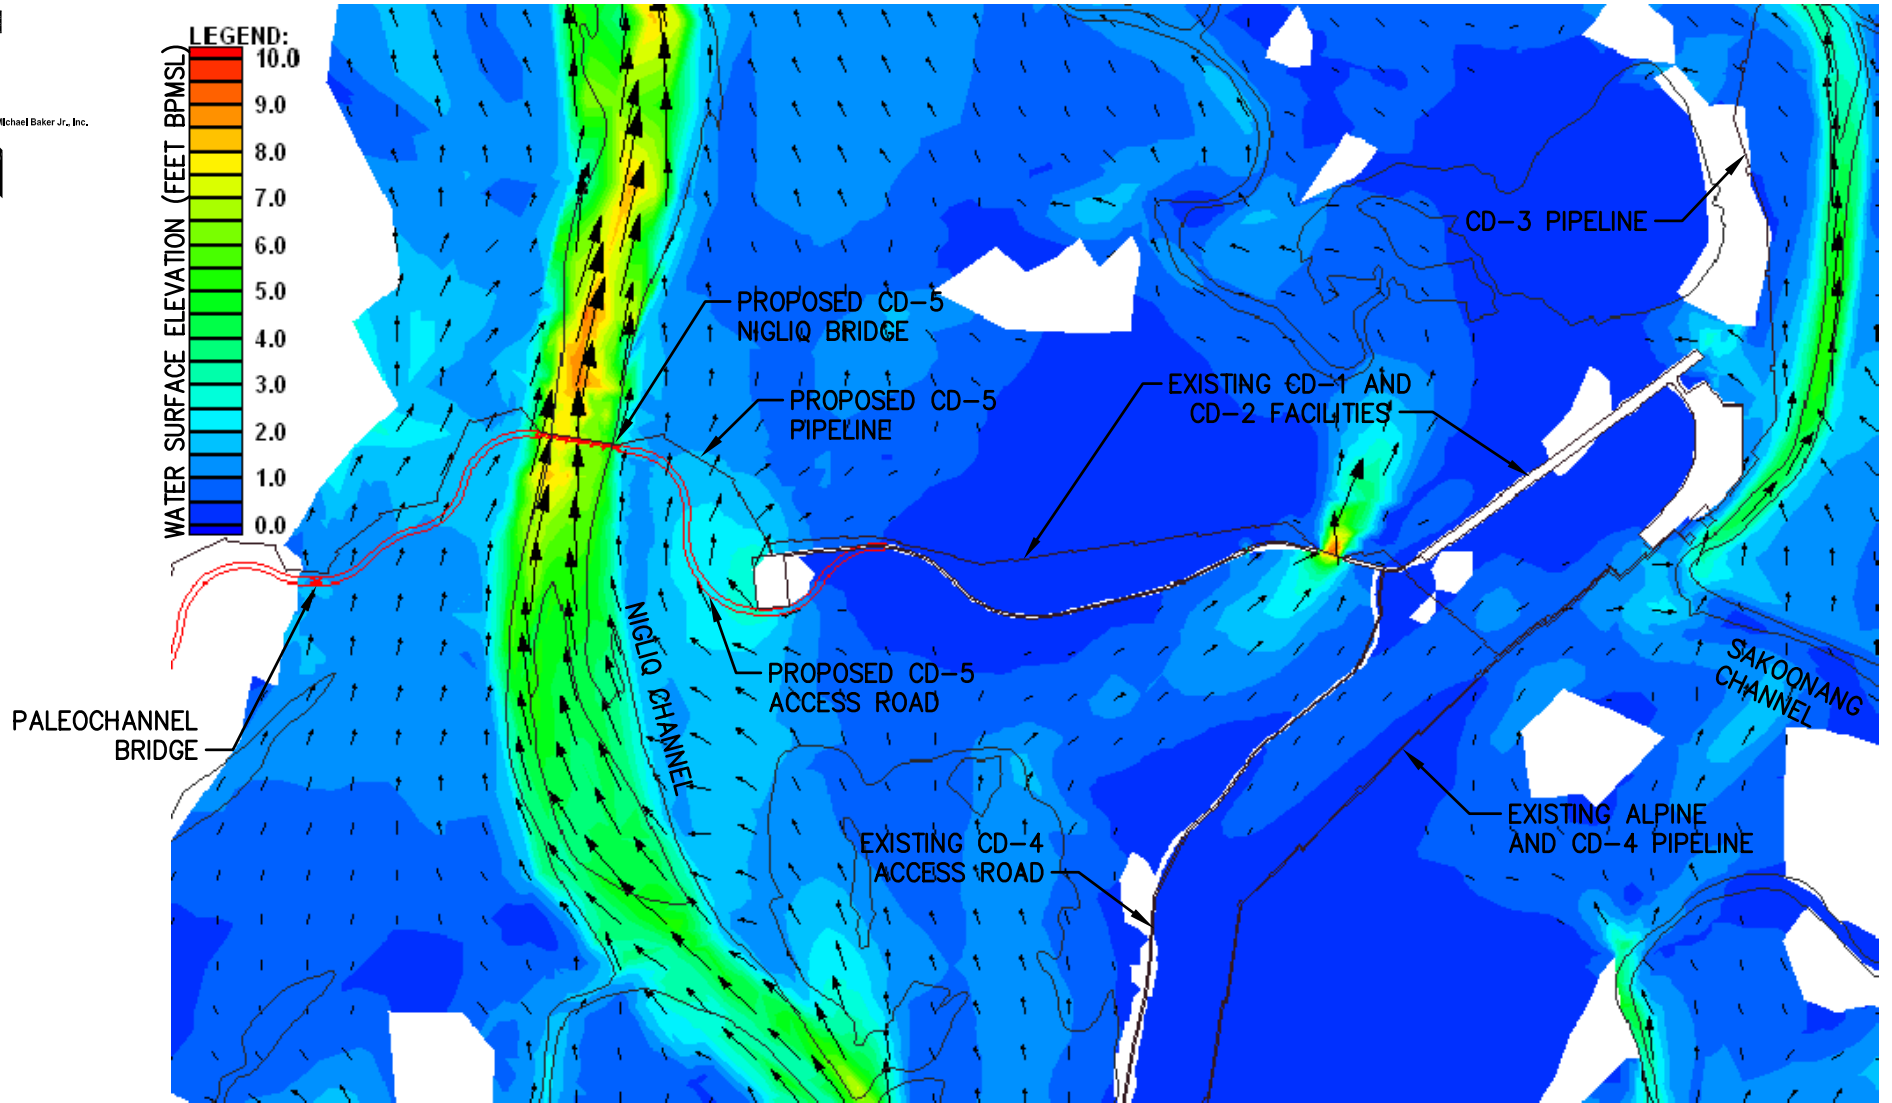 LEGEND:
WATER SURFACE ELEVATION (FEET BPMSL)
10.0
9.0
8.0
7.0
6.0
5.0
4.0
3.0
2.0
1.0
0.0
Michael Baker Jr., Inc.
CD-3 PIPELINE
PROPOSED CD-5
NIGLIQ BRIDGE
PROPOSED CD-5
PIPELINE
EXISTING CD-1 AND
CD-2 FACILITIES
NIGLIQ CHANNEL
PROPOSED CD-5
ACCESS ROAD
SAKOONANG
CHANNEL
PALEOCHANNEL
BRIDGE
EXISTING CD-4
ACCESS ROAD
EXISTING ALPINE
AND CD-4 PIPELINE